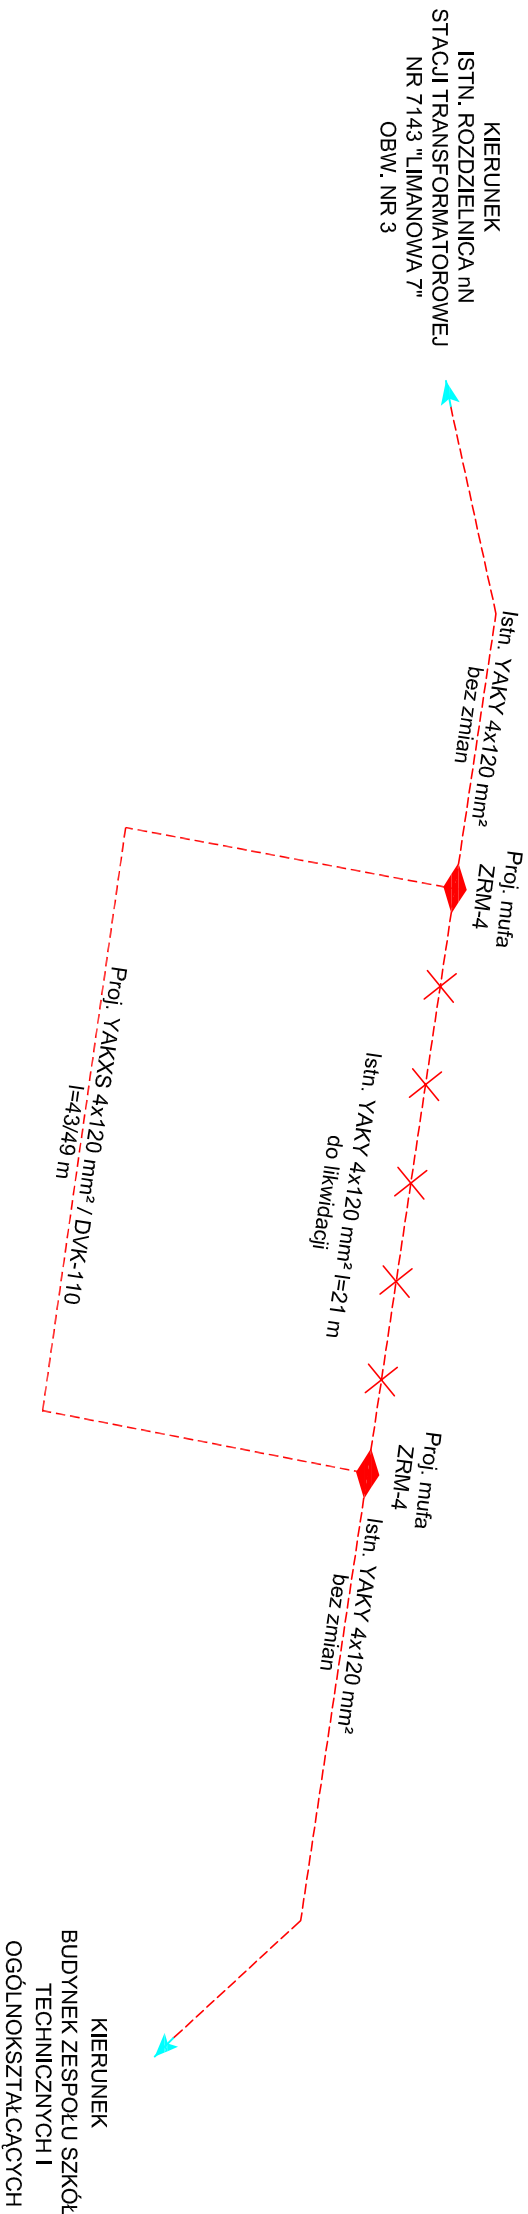 KIERUNEK
ISTN. ROZDZIELNICA nN
STACJI TRANSFORMATOROWEJ
NR 7143 "LIMANOWA 7"
OBW. NR 3
Istn. YAKY 4x120 mm²
bez zmian
Proj. mufa
ZRM-4
Istn. YAKY 4x120 mm² l=21 m
do likwidacji
Proj. YAKXS 4x120 mm² / DVK-110
l=43/49 m
Proj. mufa
ZRM-4
Istn. YAKY 4x120 mm²
bez zmian
KIERUNEK
BUDYNEK ZESPOŁU SZKÓŁ
TECHNICZNYCH I
OGÓLNOKSZTAŁCĄCYCH